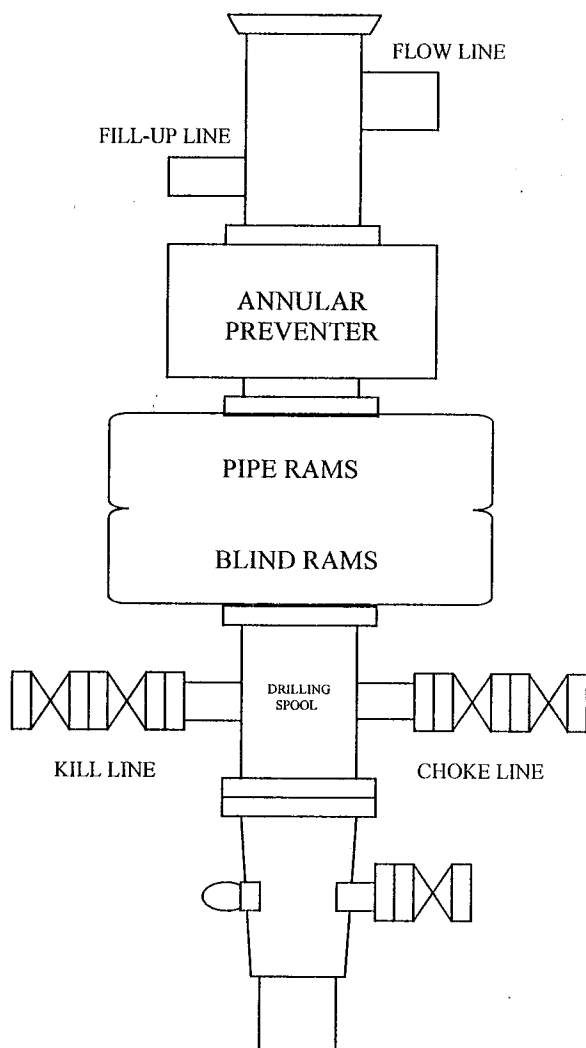 FLOW LINE
FILL-UP LINE
ANNULAR
PREVENTER
PIPE RAMS
BLIND RAMS
DRILLING
SPOOL
KILL LINE
CHOKE LINE